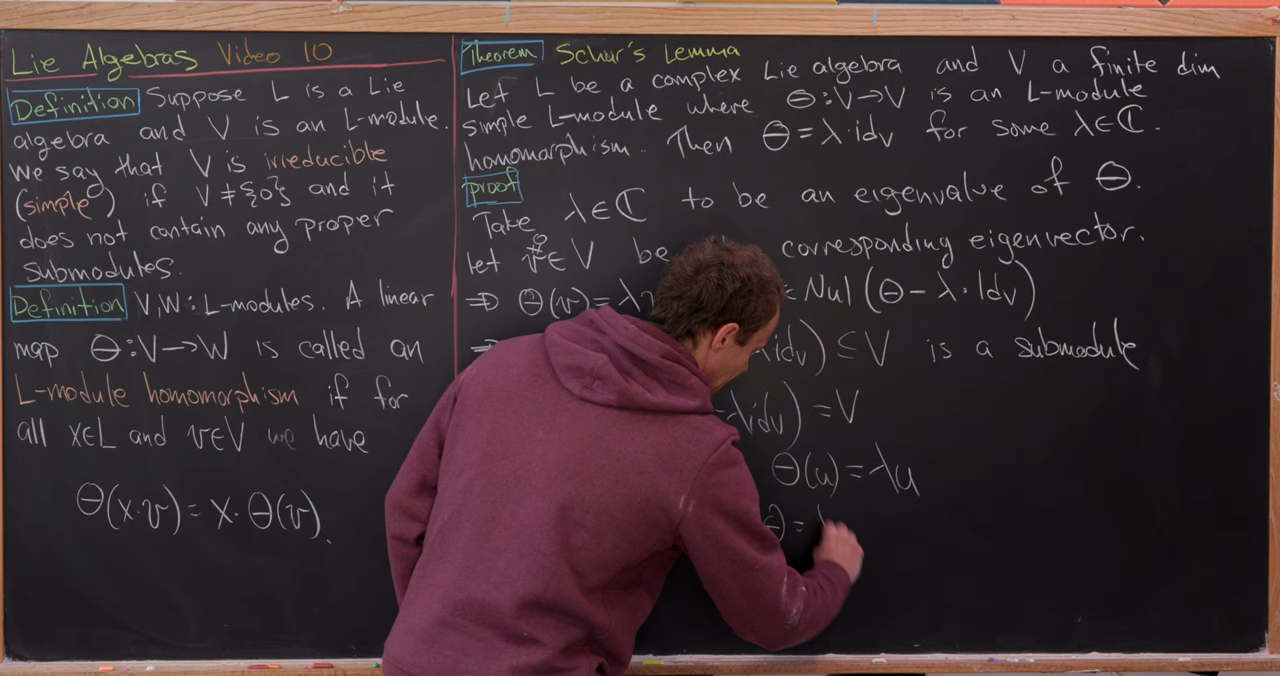 Lie Algebras Video 10
Definition Suppose L is a Lie
algebra and V is an L-module.
We say that V is irreducible
(simple) if V ≠ {0} and it
does not contain any proper
submodules.
Definition V,W: L-modules. A linear
map Θ: V → W is called an
L-module homomorphism if for
all x∈L and v∈V we have
Θ(x·v) = x·Θ(v).
Theorem Schur's Lemma
Let L be a complex Lie algebra and V a finite dim
simple L-module where Θ: V → V is an L-module
homomorphism. Then Θ = λ·id_V for some λ∈ℂ.
proof
Take λ∈ℂ to be an eigenvalue of Θ.
let 0 ≠ v ∈ V be corresponding eigenvector.
⇒ Θ(v) = λv ∈ Nul (Θ - λ·Id_V)
⇒ λid_V) ⊆ V is a submodule
-λid_V) = V
Θ(u) = λu
Θ =